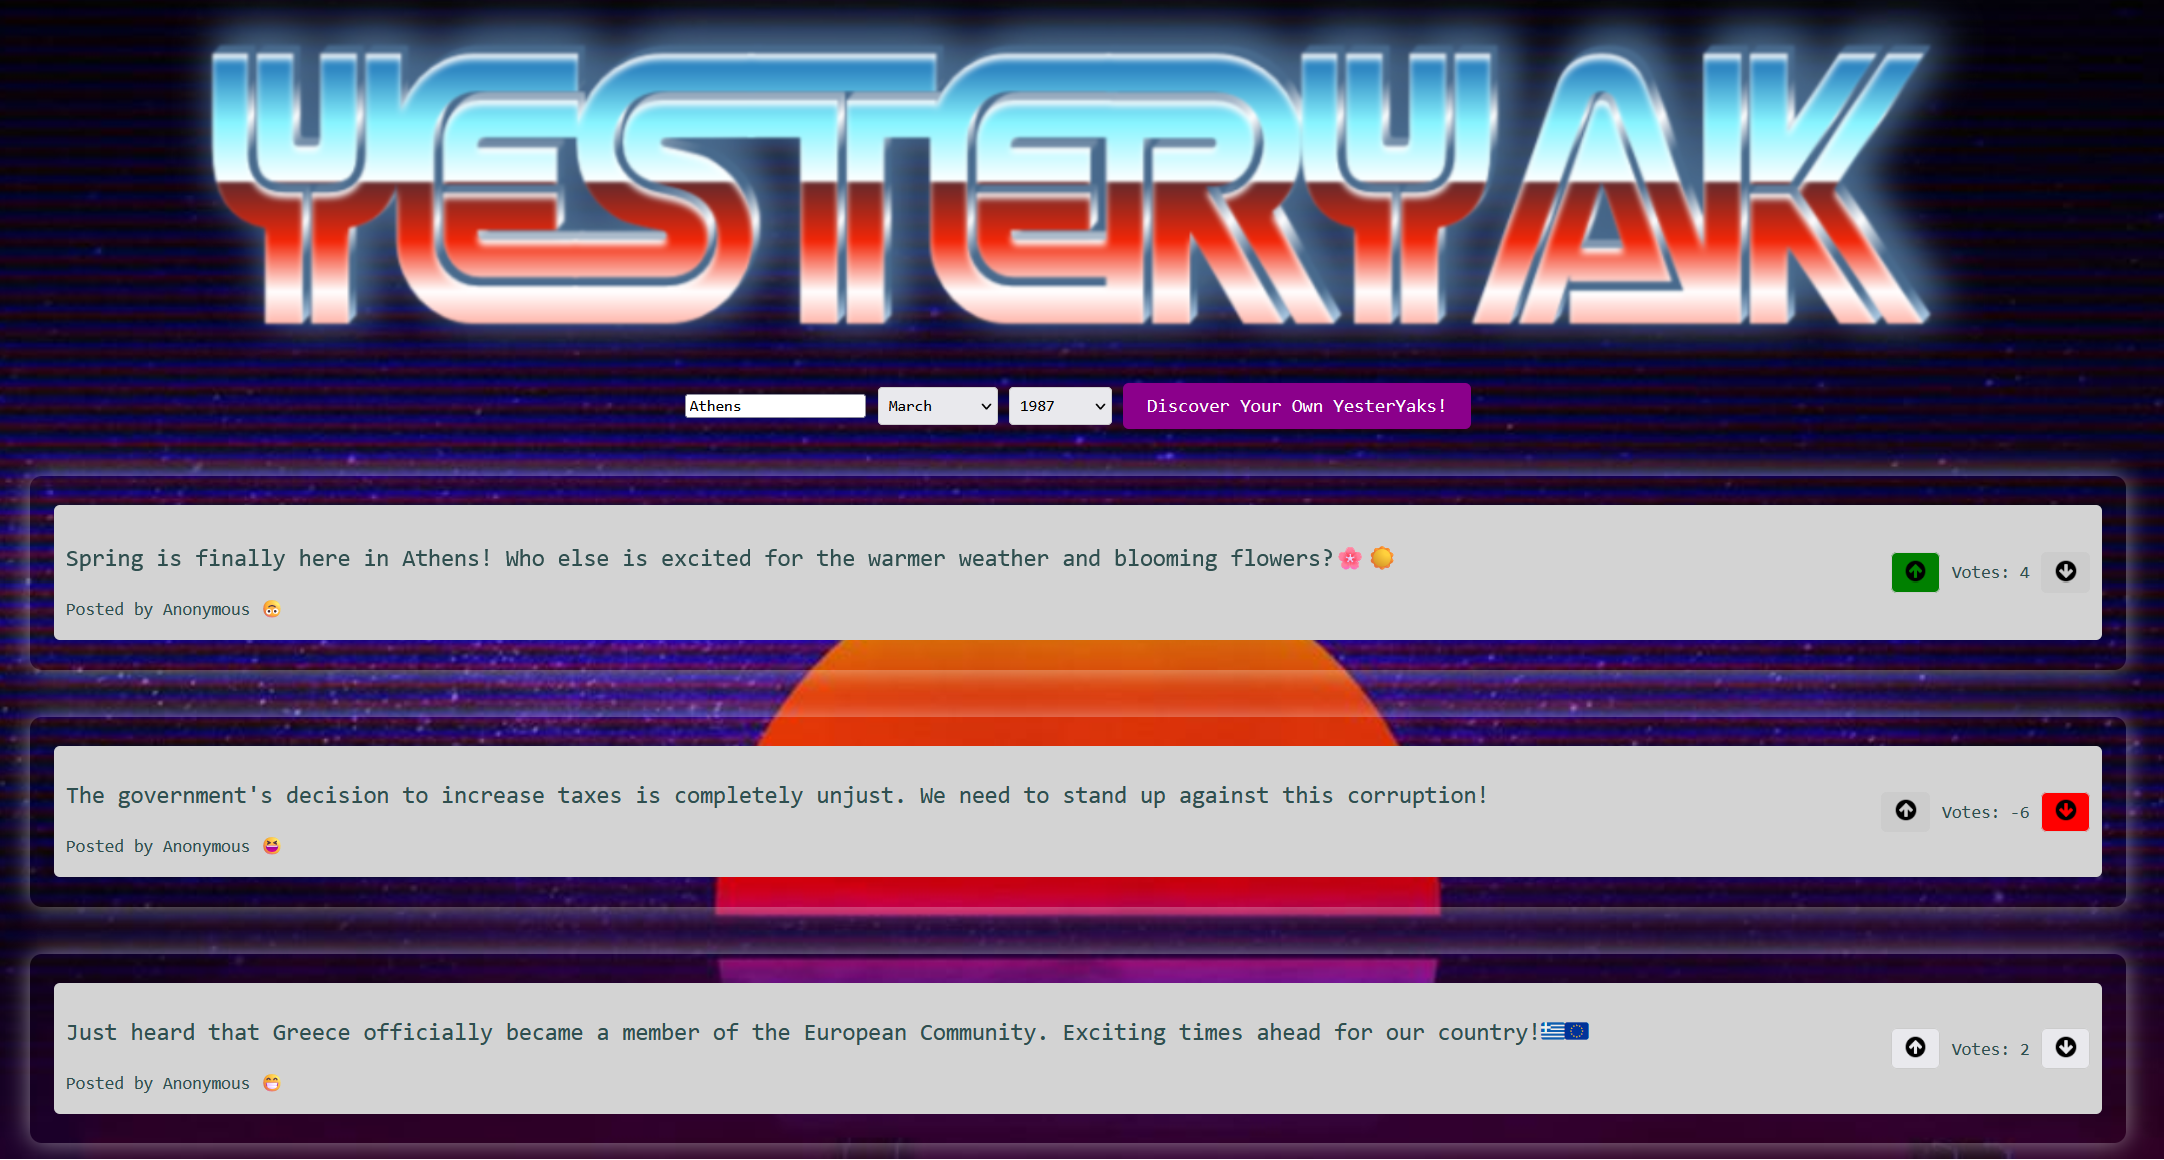 YESTERYAK
Athens March 1987 Discover Your Own YesterYaks!
Spring is finally here in Athens! Who else is excited for the warmer weather and blooming flowers?🌸🌞
Votes: 4
Posted by Anonymous 🙃
The government's decision to increase taxes is completely unjust. We need to stand up against this corruption!
Votes: -6
Posted by Anonymous 😆
Just heard that Greece officially became a member of the European Community. Exciting times ahead for our country!🇬🇷🇪🇺
Votes: 2
Posted by Anonymous 😁